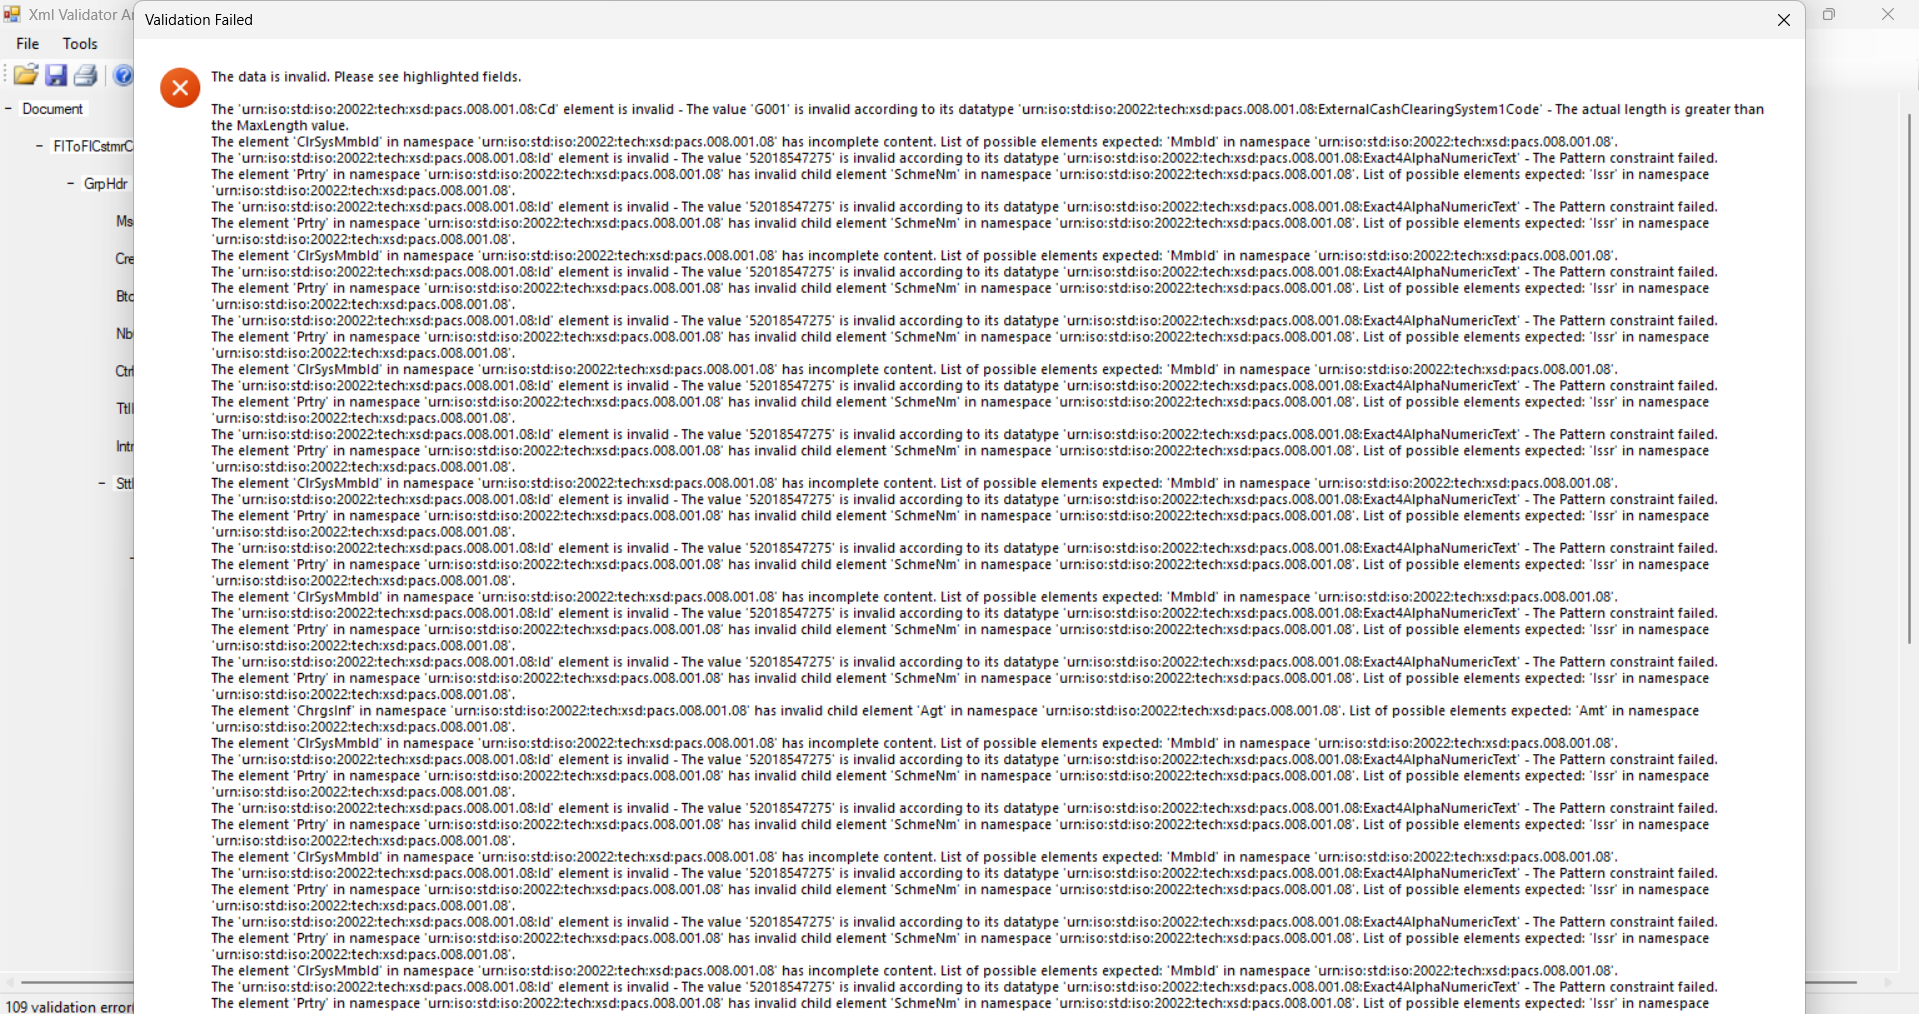 Xml Validator
Validation Failed
File Tools
Document
FIToFICstmrC
GrpHdr
Ms
Cre
Btc
Nb
Ctrl
Ttl
Intr
Sttl
109 validation error
The data is invalid. Please see highlighted fields.
The 'urn:iso:std:iso:20022:tech:xsd:pacs.008.001.08:Cd' element is invalid - The value 'G001' is invalid according to its datatype 'urn:iso:std:iso:20022:tech:xsd:pacs.008.001.08:ExternalCashClearingSystem1Code' - The actual length is greater than
the MaxLength value.
The element 'ClrSysMmbId' in namespace 'urn:iso:std:iso:20022:tech:xsd:pacs.008.001.08' has incomplete content. List of possible elements expected: 'MmbId' in namespace 'urn:iso:std:iso:20022:tech:xsd:pacs.008.001.08'.
The 'urn:iso:std:iso:20022:tech:xsd:pacs.008.001.08:Id' element is invalid - The value '52018547275' is invalid according to its datatype 'urn:iso:std:iso:20022:tech:xsd:pacs.008.001.08:Exact4AlphaNumericText' - The Pattern constraint failed.
The element 'Prtry' in namespace 'urn:iso:std:iso:20022:tech:xsd:pacs.008.001.08' has invalid child element 'SchmeNm' in namespace 'urn:iso:std:iso:20022:tech:xsd:pacs.008.001.08'. List of possible elements expected: 'Issr' in namespace
'urn:iso:std:iso:20022:tech:xsd:pacs.008.001.08'.
The 'urn:iso:std:iso:20022:tech:xsd:pacs.008.001.08:Id' element is invalid - The value '52018547275' is invalid according to its datatype 'urn:iso:std:iso:20022:tech:xsd:pacs.008.001.08:Exact4AlphaNumericText' - The Pattern constraint failed.
The element 'Prtry' in namespace 'urn:iso:std:iso:20022:tech:xsd:pacs.008.001.08' has invalid child element 'SchmeNm' in namespace 'urn:iso:std:iso:20022:tech:xsd:pacs.008.001.08'. List of possible elements expected: 'Issr' in namespace
'urn:iso:std:iso:20022:tech:xsd:pacs.008.001.08'.
The element 'ClrSysMmbId' in namespace 'urn:iso:std:iso:20022:tech:xsd:pacs.008.001.08' has incomplete content. List of possible elements expected: 'MmbId' in namespace 'urn:iso:std:iso:20022:tech:xsd:pacs.008.001.08'.
The 'urn:iso:std:iso:20022:tech:xsd:pacs.008.001.08:Id' element is invalid - The value '52018547275' is invalid according to its datatype 'urn:iso:std:iso:20022:tech:xsd:pacs.008.001.08:Exact4AlphaNumericText' - The Pattern constraint failed.
The element 'Prtry' in namespace 'urn:iso:std:iso:20022:tech:xsd:pacs.008.001.08' has invalid child element 'SchmeNm' in namespace 'urn:iso:std:iso:20022:tech:xsd:pacs.008.001.08'. List of possible elements expected: 'Issr' in namespace
'urn:iso:std:iso:20022:tech:xsd:pacs.008.001.08'.
The 'urn:iso:std:iso:20022:tech:xsd:pacs.008.001.08:Id' element is invalid - The value '52018547275' is invalid according to its datatype 'urn:iso:std:iso:20022:tech:xsd:pacs.008.001.08:Exact4AlphaNumericText' - The Pattern constraint failed.
The element 'Prtry' in namespace 'urn:iso:std:iso:20022:tech:xsd:pacs.008.001.08' has invalid child element 'SchmeNm' in namespace 'urn:iso:std:iso:20022:tech:xsd:pacs.008.001.08'. List of possible elements expected: 'Issr' in namespace
'urn:iso:std:iso:20022:tech:xsd:pacs.008.001.08'.
The element 'ClrSysMmbId' in namespace 'urn:iso:std:iso:20022:tech:xsd:pacs.008.001.08' has incomplete content. List of possible elements expected: 'MmbId' in namespace 'urn:iso:std:iso:20022:tech:xsd:pacs.008.001.08'.
The 'urn:iso:std:iso:20022:tech:xsd:pacs.008.001.08:Id' element is invalid - The value '52018547275' is invalid according to its datatype 'urn:iso:std:iso:20022:tech:xsd:pacs.008.001.08:Exact4AlphaNumericText' - The Pattern constraint failed.
The element 'Prtry' in namespace 'urn:iso:std:iso:20022:tech:xsd:pacs.008.001.08' has invalid child element 'SchmeNm' in namespace 'urn:iso:std:iso:20022:tech:xsd:pacs.008.001.08'. List of possible elements expected: 'Issr' in namespace
'urn:iso:std:iso:20022:tech:xsd:pacs.008.001.08'.
The 'urn:iso:std:iso:20022:tech:xsd:pacs.008.001.08:Id' element is invalid - The value '52018547275' is invalid according to its datatype 'urn:iso:std:iso:20022:tech:xsd:pacs.008.001.08:Exact4AlphaNumericText' - The Pattern constraint failed.
The element 'Prtry' in namespace 'urn:iso:std:iso:20022:tech:xsd:pacs.008.001.08' has invalid child element 'SchmeNm' in namespace 'urn:iso:std:iso:20022:tech:xsd:pacs.008.001.08'. List of possible elements expected: 'Issr' in namespace
'urn:iso:std:iso:20022:tech:xsd:pacs.008.001.08'.
The element 'ClrSysMmbId' in namespace 'urn:iso:std:iso:20022:tech:xsd:pacs.008.001.08' has incomplete content. List of possible elements expected: 'MmbId' in namespace 'urn:iso:std:iso:20022:tech:xsd:pacs.008.001.08'.
The 'urn:iso:std:iso:20022:tech:xsd:pacs.008.001.08:Id' element is invalid - The value '52018547275' is invalid according to its datatype 'urn:iso:std:iso:20022:tech:xsd:pacs.008.001.08:Exact4AlphaNumericText' - The Pattern constraint failed.
The element 'Prtry' in namespace 'urn:iso:std:iso:20022:tech:xsd:pacs.008.001.08' has invalid child element 'SchmeNm' in namespace 'urn:iso:std:iso:20022:tech:xsd:pacs.008.001.08'. List of possible elements expected: 'Issr' in namespace
'urn:iso:std:iso:20022:tech:xsd:pacs.008.001.08'.
The 'urn:iso:std:iso:20022:tech:xsd:pacs.008.001.08:Id' element is invalid - The value '52018547275' is invalid according to its datatype 'urn:iso:std:iso:20022:tech:xsd:pacs.008.001.08:Exact4AlphaNumericText' - The Pattern constraint failed.
The element 'Prtry' in namespace 'urn:iso:std:iso:20022:tech:xsd:pacs.008.001.08' has invalid child element 'SchmeNm' in namespace 'urn:iso:std:iso:20022:tech:xsd:pacs.008.001.08'. List of possible elements expected: 'Issr' in namespace
'urn:iso:std:iso:20022:tech:xsd:pacs.008.001.08'.
The element 'ClrSysMmbId' in namespace 'urn:iso:std:iso:20022:tech:xsd:pacs.008.001.08' has incomplete content. List of possible elements expected: 'MmbId' in namespace 'urn:iso:std:iso:20022:tech:xsd:pacs.008.001.08'.
The 'urn:iso:std:iso:20022:tech:xsd:pacs.008.001.08:Id' element is invalid - The value '52018547275' is invalid according to its datatype 'urn:iso:std:iso:20022:tech:xsd:pacs.008.001.08:Exact4AlphaNumericText' - The Pattern constraint failed.
The element 'Prtry' in namespace 'urn:iso:std:iso:20022:tech:xsd:pacs.008.001.08' has invalid child element 'SchmeNm' in namespace 'urn:iso:std:iso:20022:tech:xsd:pacs.008.001.08'. List of possible elements expected: 'Issr' in namespace
'urn:iso:std:iso:20022:tech:xsd:pacs.008.001.08'.
The 'urn:iso:std:iso:20022:tech:xsd:pacs.008.001.08:Id' element is invalid - The value '52018547275' is invalid according to its datatype 'urn:iso:std:iso:20022:tech:xsd:pacs.008.001.08:Exact4AlphaNumericText' - The Pattern constraint failed.
The element 'Prtry' in namespace 'urn:iso:std:iso:20022:tech:xsd:pacs.008.001.08' has invalid child element 'SchmeNm' in namespace 'urn:iso:std:iso:20022:tech:xsd:pacs.008.001.08'. List of possible elements expected: 'Issr' in namespace
'urn:iso:std:iso:20022:tech:xsd:pacs.008.001.08'.
The element 'ChrgsInf' in namespace 'urn:iso:std:iso:20022:tech:xsd:pacs.008.001.08' has invalid child element 'Agt' in namespace 'urn:iso:std:iso:20022:tech:xsd:pacs.008.001.08'. List of possible elements expected: 'Amt' in namespace
'urn:iso:std:iso:20022:tech:xsd:pacs.008.001.08'.
The element 'ClrSysMmbId' in namespace 'urn:iso:std:iso:20022:tech:xsd:pacs.008.001.08' has incomplete content. List of possible elements expected: 'MmbId' in namespace 'urn:iso:std:iso:20022:tech:xsd:pacs.008.001.08'.
The 'urn:iso:std:iso:20022:tech:xsd:pacs.008.001.08:Id' element is invalid - The value '52018547275' is invalid according to its datatype 'urn:iso:std:iso:20022:tech:xsd:pacs.008.001.08:Exact4AlphaNumericText' - The Pattern constraint failed.
The element 'Prtry' in namespace 'urn:iso:std:iso:20022:tech:xsd:pacs.008.001.08' has invalid child element 'SchmeNm' in namespace 'urn:iso:std:iso:20022:tech:xsd:pacs.008.001.08'. List of possible elements expected: 'Issr' in namespace
'urn:iso:std:iso:20022:tech:xsd:pacs.008.001.08'.
The 'urn:iso:std:iso:20022:tech:xsd:pacs.008.001.08:Id' element is invalid - The value '52018547275' is invalid according to its datatype 'urn:iso:std:iso:20022:tech:xsd:pacs.008.001.08:Exact4AlphaNumericText' - The Pattern constraint failed.
The element 'Prtry' in namespace 'urn:iso:std:iso:20022:tech:xsd:pacs.008.001.08' has invalid child element 'SchmeNm' in namespace 'urn:iso:std:iso:20022:tech:xsd:pacs.008.001.08'. List of possible elements expected: 'Issr' in namespace
'urn:iso:std:iso:20022:tech:xsd:pacs.008.001.08'.
The element 'ClrSysMmbId' in namespace 'urn:iso:std:iso:20022:tech:xsd:pacs.008.001.08' has incomplete content. List of possible elements expected: 'MmbId' in namespace 'urn:iso:std:iso:20022:tech:xsd:pacs.008.001.08'.
The 'urn:iso:std:iso:20022:tech:xsd:pacs.008.001.08:Id' element is invalid - The value '52018547275' is invalid according to its datatype 'urn:iso:std:iso:20022:tech:xsd:pacs.008.001.08:Exact4AlphaNumericText' - The Pattern constraint failed.
The element 'Prtry' in namespace 'urn:iso:std:iso:20022:tech:xsd:pacs.008.001.08' has invalid child element 'SchmeNm' in namespace 'urn:iso:std:iso:20022:tech:xsd:pacs.008.001.08'. List of possible elements expected: 'Issr' in namespace
'urn:iso:std:iso:20022:tech:xsd:pacs.008.001.08'.
The 'urn:iso:std:iso:20022:tech:xsd:pacs.008.001.08:Id' element is invalid - The value '52018547275' is invalid according to its datatype 'urn:iso:std:iso:20022:tech:xsd:pacs.008.001.08:Exact4AlphaNumericText' - The Pattern constraint failed.
The element 'Prtry' in namespace 'urn:iso:std:iso:20022:tech:xsd:pacs.008.001.08' has invalid child element 'SchmeNm' in namespace 'urn:iso:std:iso:20022:tech:xsd:pacs.008.001.08'. List of possible elements expected: 'Issr' in namespace
'urn:iso:std:iso:20022:tech:xsd:pacs.008.001.08'.
The element 'ClrSysMmbId' in namespace 'urn:iso:std:iso:20022:tech:xsd:pacs.008.001.08' has incomplete content. List of possible elements expected: 'MmbId' in namespace 'urn:iso:std:iso:20022:tech:xsd:pacs.008.001.08'.
The 'urn:iso:std:iso:20022:tech:xsd:pacs.008.001.08:Id' element is invalid - The value '52018547275' is invalid according to its datatype 'urn:iso:std:iso:20022:tech:xsd:pacs.008.001.08:Exact4AlphaNumericText' - The Pattern constraint failed.
The element 'Prtry' in namespace 'urn:iso:std:iso:20022:tech:xsd:pacs.008.001.08' has invalid child element 'SchmeNm' in namespace 'urn:iso:std:iso:20022:tech:xsd:pacs.008.001.08'. List of possible elements expected: 'Issr' in namespace